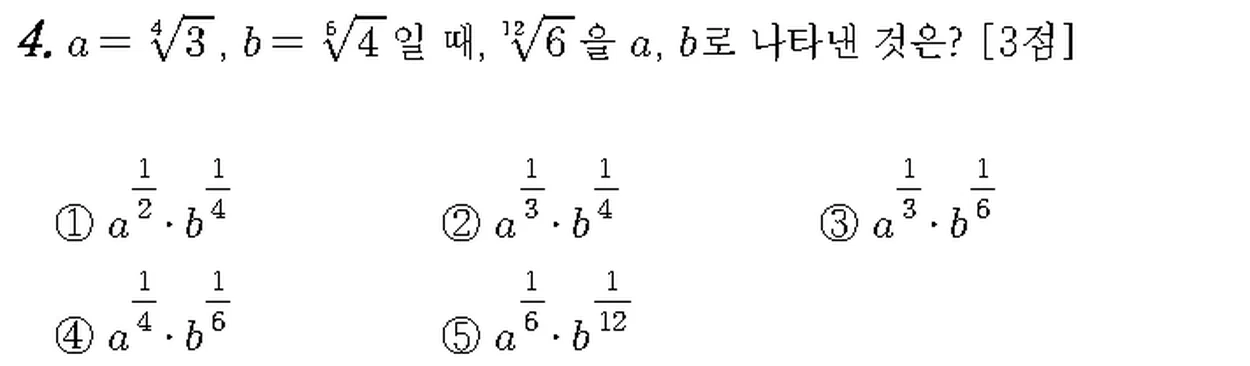 4. a = ∜3, b = ⁶√4 일 때, ¹²√6 을 a, b로 나타낸 것은? [3점]
① a^(1/2) · b^(1/4) ② a^(1/3) · b^(1/4) ③ a^(1/3) · b^(1/6)
④ a^(1/4) · b^(1/6) ⑤ a^(1/6) · b^(1/12)